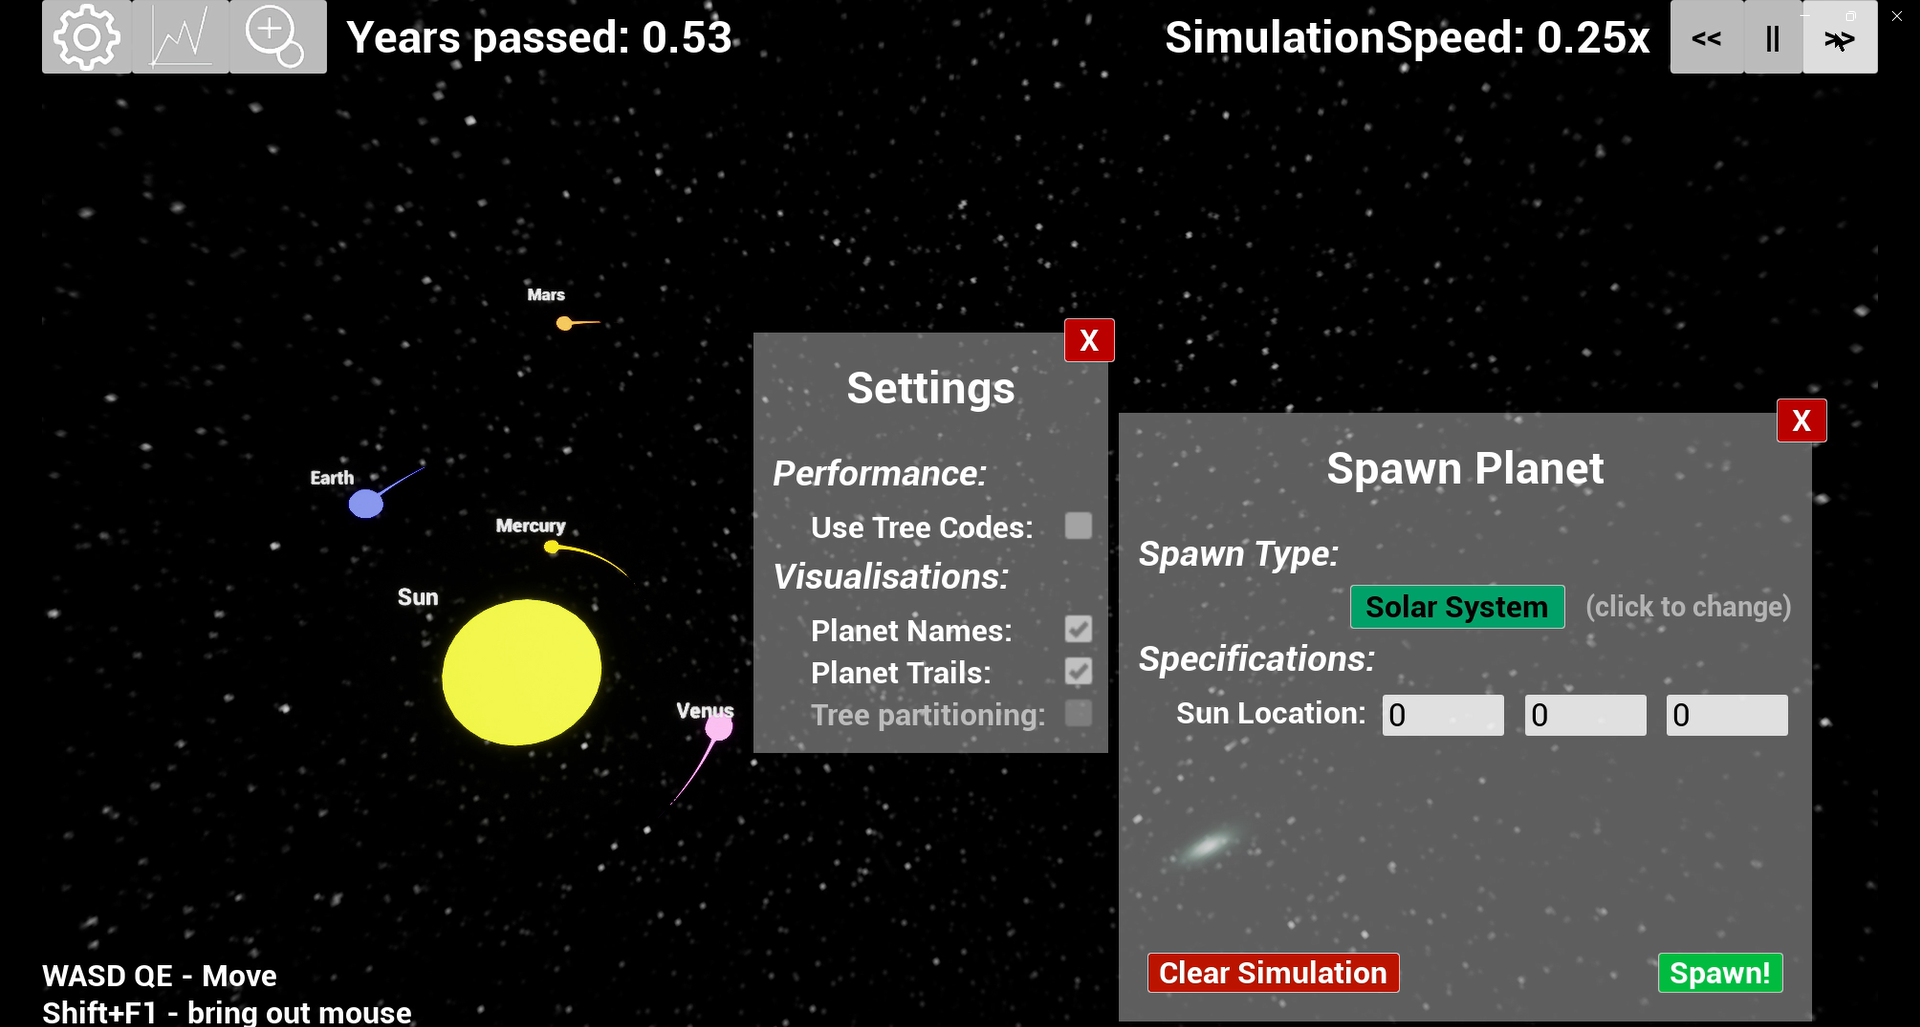 Years passed: 0.53
SimulationSpeed: 0.25x
<<
||
>>
Mars
X
Settings
X
Spawn Planet
Performance:
Earth
Use Tree Codes:
Mercury
Spawn Type:
Visualisations:
Sun
Solar System
(click to change)
Planet Names:
Specifications:
Planet Trails:
Venus
Tree partitioning:
Sun Location:
0
0
0
WASD QE - Move
Clear Simulation
Spawn!
Shift+F1 - bring out mouse